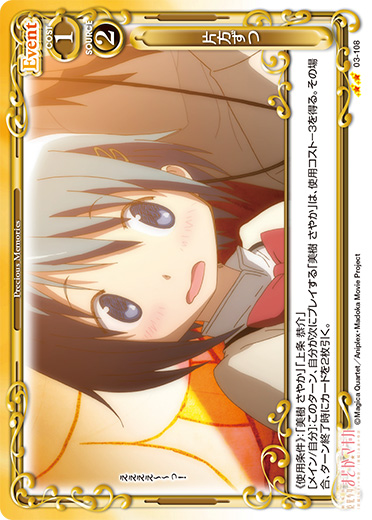 Event
COST
1
SOURCE
2
片方ずつ
03-108
Precious Memories
えええええ～っつ！
《使用条件》：「美樹 さやか」「上条 恭介」
[メイン/自分]：このターン、自分が次にプレイする「美樹 さやか」は、使用コスト－3を得る。その場
合、ターン終了時にカードを2枚引く。
©Magica Quartet／Aniplex・Madoka Movie Project